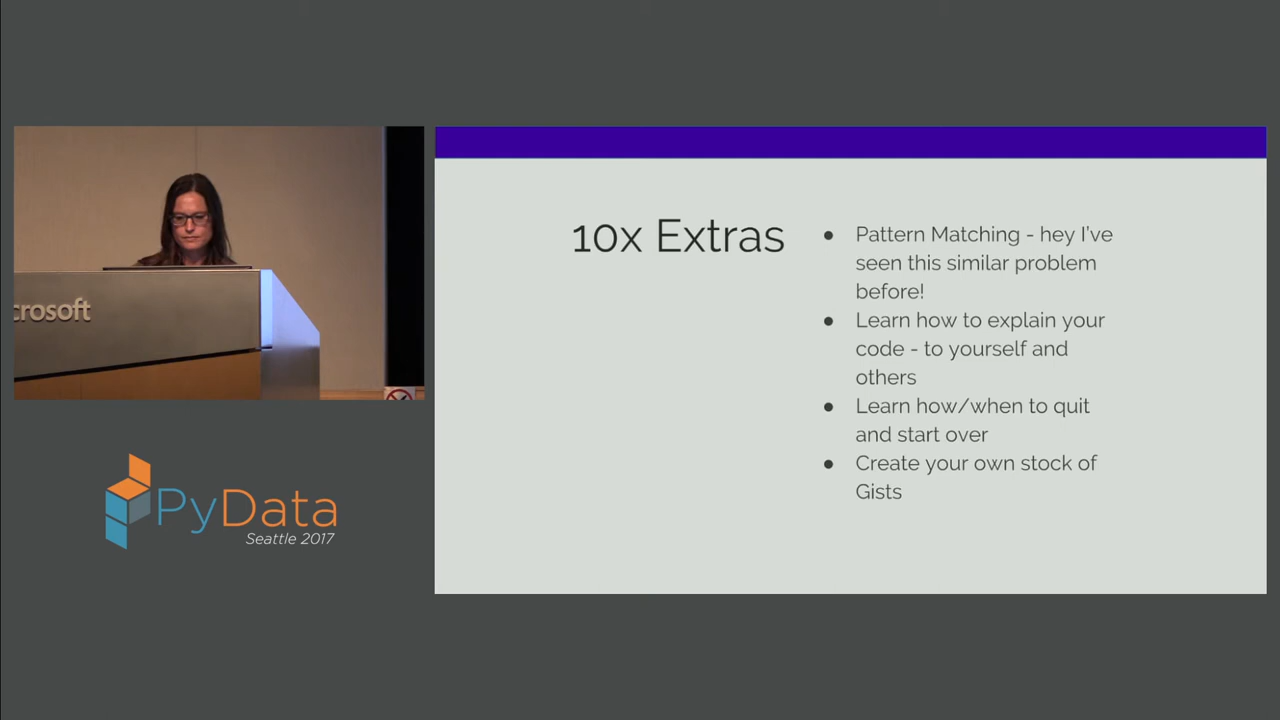 crosoft
PyData
Seattle 2017
10x Extras
● Pattern Matching - hey I've
seen this similar problem
before!
● Learn how to explain your
code - to yourself and
others
● Learn how/when to quit
and start over
● Create your own stock of
Gists